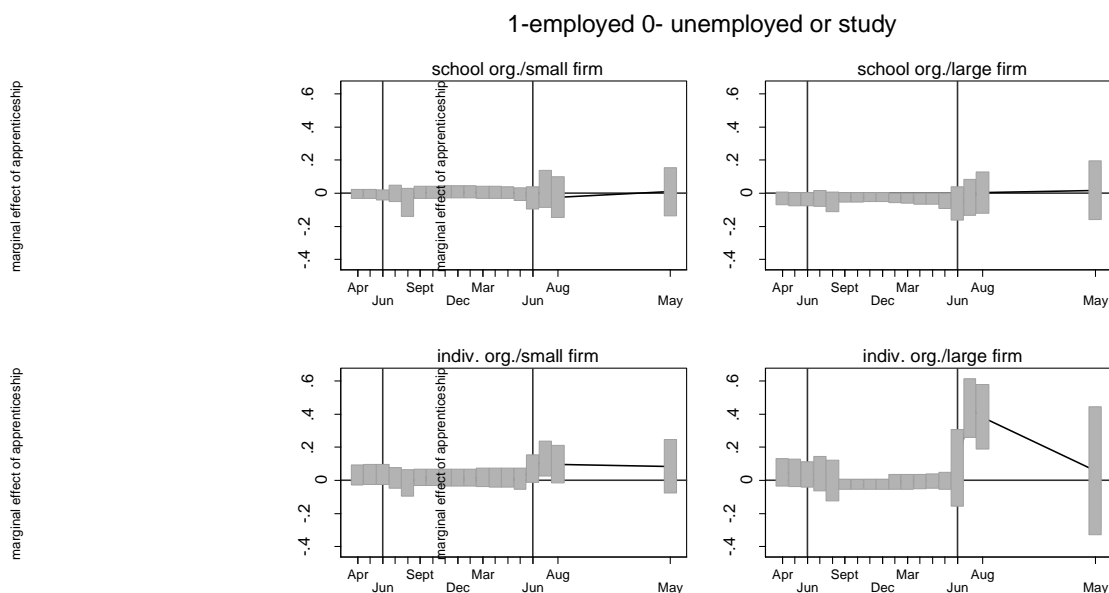 1-employed 0- unemployed or study
school org./small firm
marginal effect of apprenticeship
.6
.4
.2
0
-.2
-.4
Apr Sept Mar Aug
Jun Dec Jun May
school org./large firm
marginal effect of apprenticeship
.6
.4
.2
0
-.2
-.4
Apr Sept Mar Aug
Jun Dec Jun May
indiv. org./small firm
marginal effect of apprenticeship
.6
.4
.2
0
-.2
-.4
Apr Sept Mar Aug
Jun Dec Jun May
indiv. org./large firm
marginal effect of apprenticeship
.6
.4
.2
0
-.2
-.4
Apr Sept Mar Aug
Jun Dec Jun May